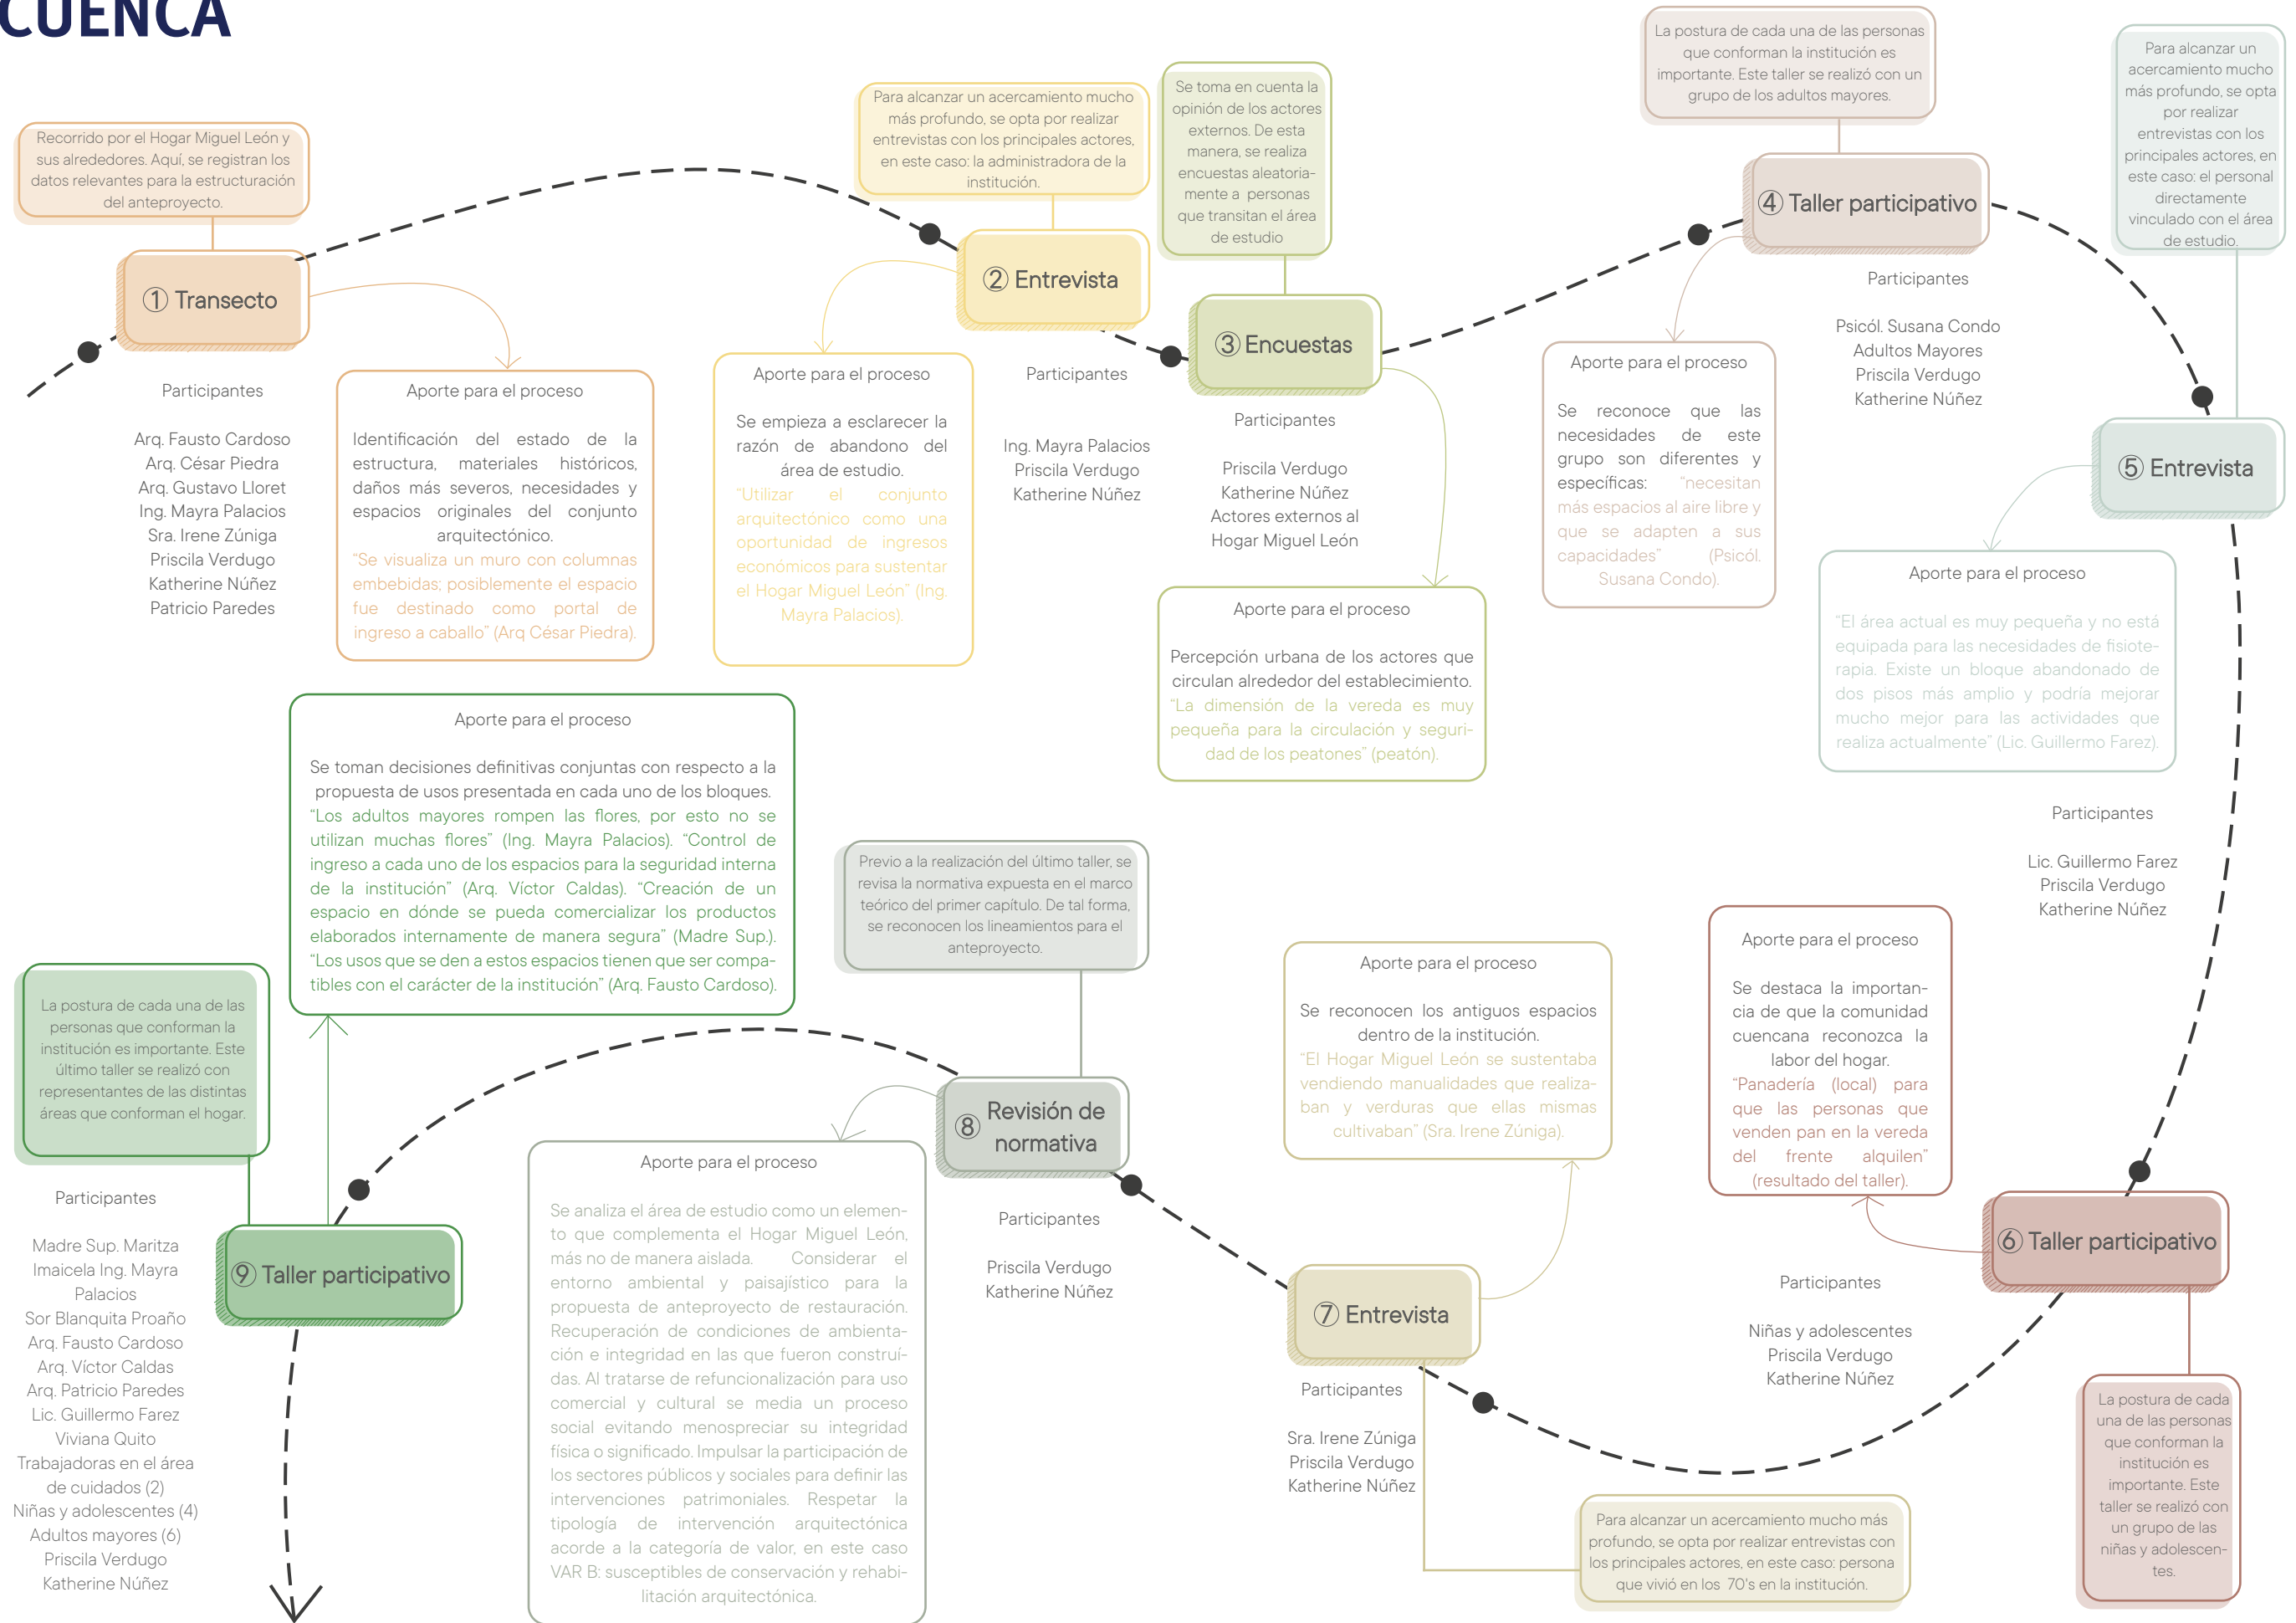 CUENCA
Recorrido por el Hogar Miguel León y
sus alrededores. Aquí, se registran los
datos relevantes para la estructuración
del anteproyecto.
① Transecto
Participantes
Arq. Fausto Cardoso
Arq. César Piedra
Arq. Gustavo Lloret
Ing. Mayra Palacios
Sra. Irene Zúniga
Priscila Verdugo
Katherine Núñez
Patricio Paredes
Aporte para el proceso
Identificación del estado de la
estructura, materiales históricos,
daños más severos, necesidades y
espacios originales del conjunto
arquitectónico.
“Se visualiza un muro con columnas
embebidas; posiblemente el espacio
fue destinado como portal de
ingreso a caballo” (Arq César Piedra).
Para alcanzar un acercamiento mucho
más profundo, se opta por realizar
entrevistas con los principales actores,
en este caso: la administradora de la
institución.
② Entrevista
Aporte para el proceso
Se empieza a esclarecer la
razón de abandono del
área de estudio.
“Utilizar el conjunto
arquitectónico como una
oportunidad de ingresos
económicos para sustentar
el Hogar Miguel León” (Ing.
Mayra Palacios).
Participantes
Ing. Mayra Palacios
Priscila Verdugo
Katherine Núñez
Se toma en cuenta la
opinión de los actores
externos. De esta
manera, se realiza
encuestas aleatoria-
mente a personas
que transitan el área
de estudio
③ Encuestas
Participantes
Priscila Verdugo
Katherine Núñez
Actores externos al
Hogar Miguel León
Aporte para el proceso
Percepción urbana de los actores que
circulan alrededor del establecimiento.
“La dimensión de la vereda es muy
pequeña para la circulación y seguri-
dad de los peatones” (peatón).
La postura de cada una de las personas
que conforman la institución es
importante. Este taller se realizó con un
grupo de los adultos mayores.
④ Taller participativo
Participantes
Psicól. Susana Condo
Adultos Mayores
Priscila Verdugo
Katherine Núñez
Aporte para el proceso
Se reconoce que las
necesidades de este
grupo son diferentes y
específicas: “necesitan
más espacios al aire libre y
que se adapten a sus
capacidades” (Psicól.
Susana Condo).
Para alcanzar un
acercamiento mucho
más profundo, se opta
por realizar
entrevistas con los
principales actores, en
este caso: el personal
directamente
vinculado con el área
de estudio.
⑤ Entrevista
Aporte para el proceso
“El área actual es muy pequeña y no está
equipada para las necesidades de fisiote-
rapia. Existe un bloque abandonado de
dos pisos más amplio y podría mejorar
mucho mejor para las actividades que
realiza actualmente” (Lic. Guillermo Farez).
Participantes
Lic. Guillermo Farez
Priscila Verdugo
Katherine Núñez
Aporte para el proceso
Se destaca la importan-
cia de que la comunidad
cuencana reconozca la
labor del hogar.
“Panadería (local) para
que las personas que
venden pan en la vereda
del frente alquilen”
(resultado del taller).
⑥ Taller participativo
Participantes
Niñas y adolescentes
Priscila Verdugo
Katherine Núñez
La postura de cada
una de las personas
que conforman la
institución es
importante. Este
taller se realizó con
un grupo de las
niñas y adolescen-
tes.
Aporte para el proceso
Se reconocen los antiguos espacios
dentro de la institución.
“El Hogar Miguel León se sustentaba
vendiendo manualidades que realiza-
ban y verduras que ellas mismas
cultivaban” (Sra. Irene Zúniga).
⑦ Entrevista
Participantes
Sra. Irene Zúniga
Priscila Verdugo
Katherine Núñez
Para alcanzar un acercamiento mucho más
profundo, se opta por realizar entrevistas con
los principales actores, en este caso: persona
que vivió en los 70's en la institución.
Previo a la realización del último taller, se
revisa la normativa expuesta en el marco
teórico del primer capítulo. De tal forma,
se reconocen los lineamientos para el
anteproyecto.
⑧ Revisión de
normativa
Participantes
Priscila Verdugo
Katherine Núñez
Aporte para el proceso
Se analiza el área de estudio como un elemen-
to que complementa el Hogar Miguel León,
más no de manera aislada. Considerar el
entorno ambiental y paisajístico para la
propuesta de anteproyecto de restauración.
Recuperación de condiciones de ambienta-
ción e integridad en las que fueron construí-
das. Al tratarse de refuncionalización para uso
comercial y cultural se media un proceso
social evitando menospreciar su integridad
física o significado. Impulsar la participación de
los sectores públicos y sociales para definir las
intervenciones patrimoniales. Respetar la
tipología de intervención arquitectónica
acorde a la categoría de valor, en este caso
VAR B: susceptibles de conservación y rehabi-
litación arquitectónica.
Aporte para el proceso
Se toman decisiones definitivas conjuntas con respecto a la
propuesta de usos presentada en cada uno de los bloques.
“Los adultos mayores rompen las flores, por esto no se
utilizan muchas flores” (Ing. Mayra Palacios). “Control de
ingreso a cada uno de los espacios para la seguridad interna
de la institución” (Arq. Víctor Caldas). “Creación de un
espacio en dónde se pueda comercializar los productos
elaborados internamente de manera segura” (Madre Sup.).
“Los usos que se den a estos espacios tienen que ser compa-
tibles con el carácter de la institución” (Arq. Fausto Cardoso).
La postura de cada una de las
personas que conforman la
institución es importante. Este
último taller se realizó con
representantes de las distintas
áreas que conforman el hogar.
⑨ Taller participativo
Participantes
Madre Sup. Maritza
Imaicela Ing. Mayra
Palacios
Sor Blanquita Proaño
Arq. Fausto Cardoso
Arq. Víctor Caldas
Arq. Patricio Paredes
Lic. Guillermo Farez
Viviana Quito
Trabajadoras en el área
de cuidados (2)
Niñas y adolescentes (4)
Adultos mayores (6)
Priscila Verdugo
Katherine Núñez